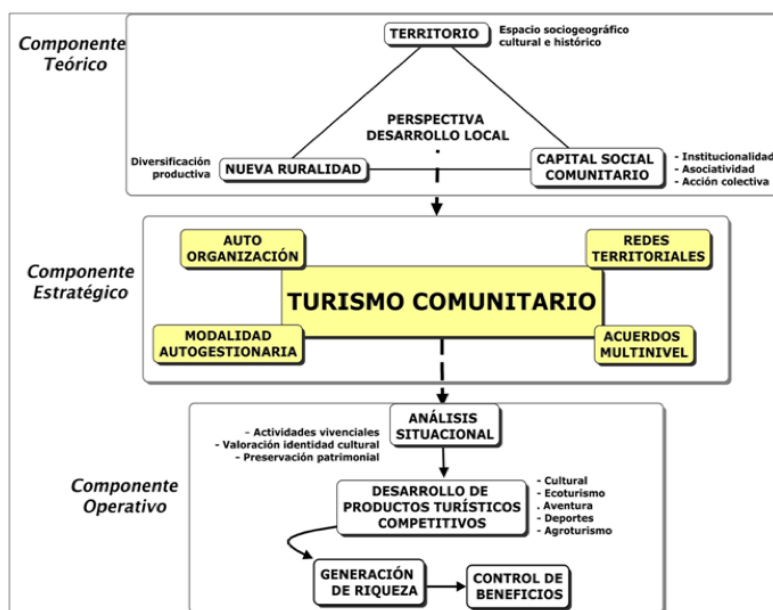 Componente
Teórico
TERRITORIO
Espacio sociogeográfico
cultural e histórico
PERSPECTIVA
DESARROLLO LOCAL
Diversificación
productiva
NUEVA RURALIDAD
CAPITAL SOCIAL
COMUNITARIO
- Institucionalidad
- Asociatividad
- Acción colectiva
Componente
Estratégico
AUTO
ORGANIZACIÓN
REDES
TERRITORIALES
TURISMO COMUNITARIO
MODALIDAD
AUTOGESTIONARIA
ACUERDOS
MULTINIVEL
Componente
Operativo
- Actividades vivenciales
- Valoración identidad cultural
- Preservación patrimonial
ANÁLISIS
SITUACIONAL
DESARROLLO DE
PRODUCTOS TURÍSTICOS
COMPETITIVOS
- Cultural
- Ecoturismo
. Aventura
- Deportes
- Agroturismo
GENERACIÓN
DE RIQUEZA
CONTROL DE
BENEFICIOS